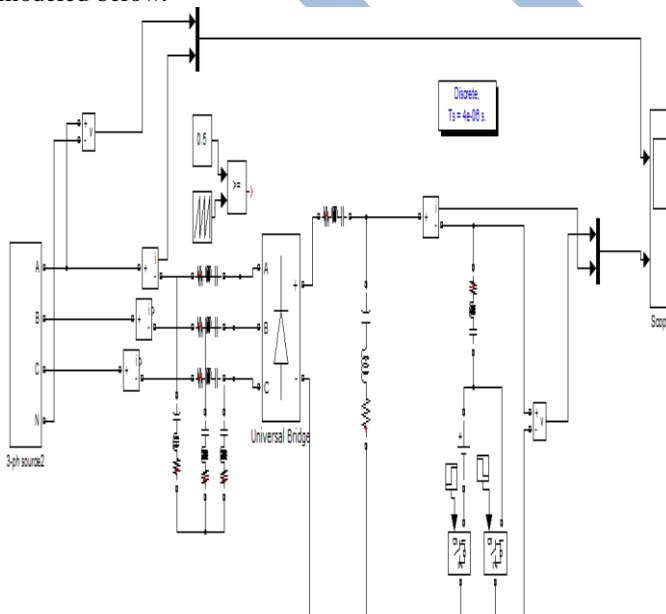 modeled below.
Discrete,
Ts = 4e-06 s.
0.5
>=
+
v
-
A
B
C
N
3-ph source2
+
i
-
+
i
-
+
i
-
A
B
C
+
-
Universal Bridge
+
i
-
+
v
-
+
Scop